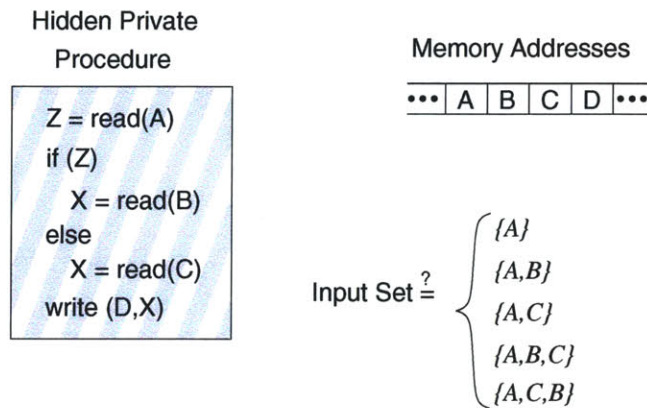 Hidden Private
Procedure
Z = read(A)
if (Z)
X = read(B)
else
X = read(C)
write (D,X)
Memory Addresses
••• A B C D •••
Input Set ?=
{A}
{A,B}
{A,C}
{A,B,C}
{A,C,B}